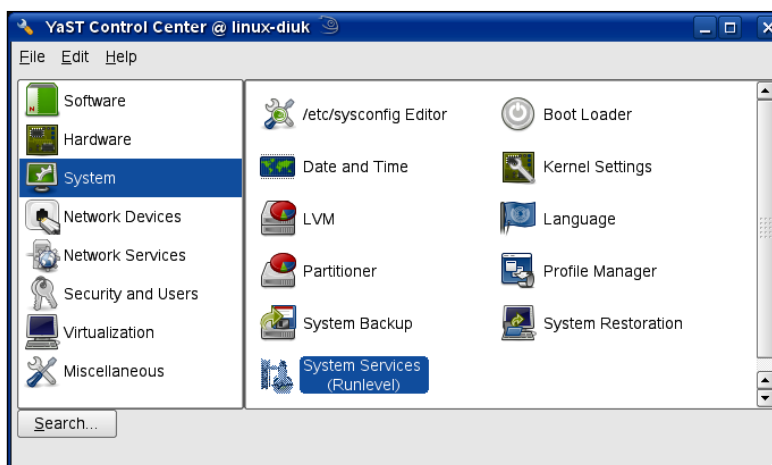 YaST Control Center @ linux-diuk
File Edit Help
Software
Hardware
System
Network Devices
Network Services
Security and Users
Virtualization
Miscellaneous
/etc/sysconfig Editor
Boot Loader
Date and Time
Kernel Settings
LVM
Language
Partitioner
Profile Manager
System Backup
System Restoration
System Services
(Runlevel)
Search...